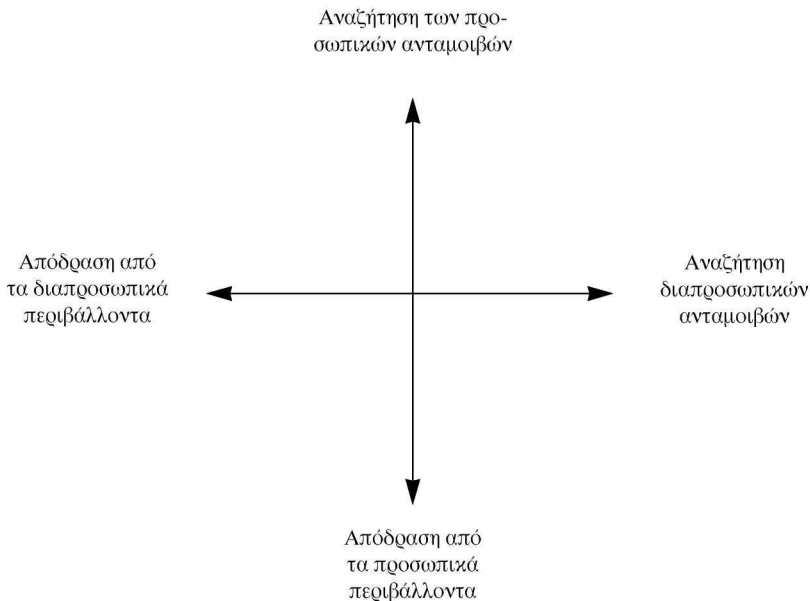 Αναζήτηση των προ-
σωπικών ανταμοιβών
Απόδραση από
τα διαπροσωπικά
περιβάλλοντα
Αναζήτηση
διαπροσωπικών
ανταμοιβών
Απόδραση από
τα προσωπικά
περιβάλλοντα